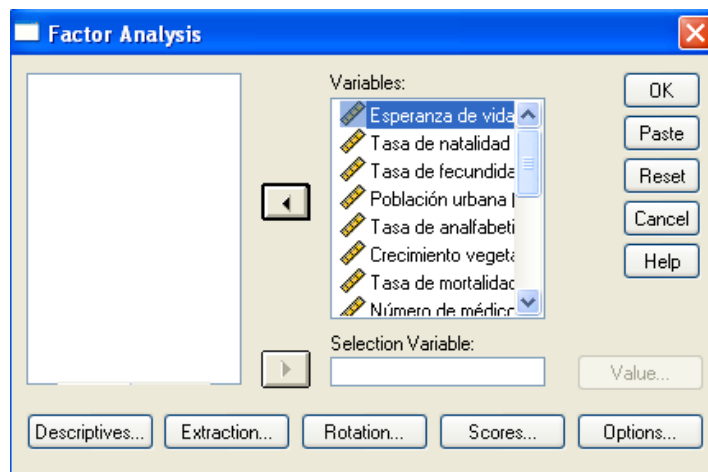 Factor Analysis
Variables:
Esperanza de vida
Tasa de natalidad
Tasa de fecundida
Población urbana
Tasa de analfabeti
Crecimiento veget
Tasa de mortalidad
Número de médico
Selection Variable:
OK
Paste
Reset
Cancel
Help
Value...
Descriptives...
Extraction...
Rotation...
Scores...
Options...